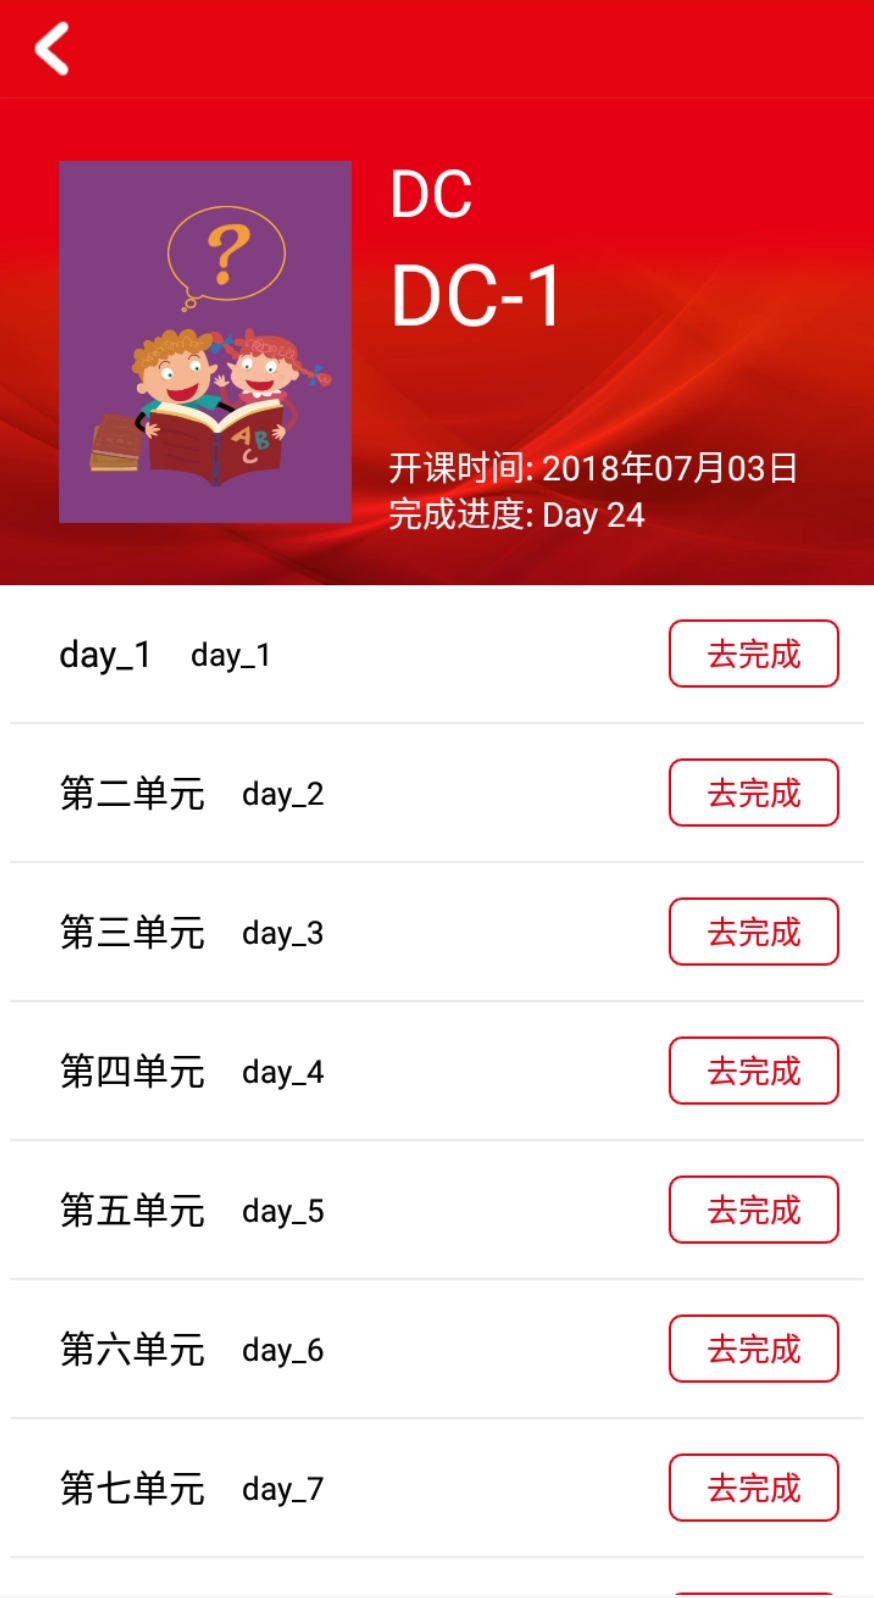 ?
A B C
DC
DC-1
开课时间: 2018年07月03日
完成进度: Day 24
day_1 day_1 去完成
第二单元 day_2 去完成
第三单元 day_3 去完成
第四单元 day_4 去完成
第五单元 day_5 去完成
第六单元 day_6 去完成
第七单元 day_7 去完成